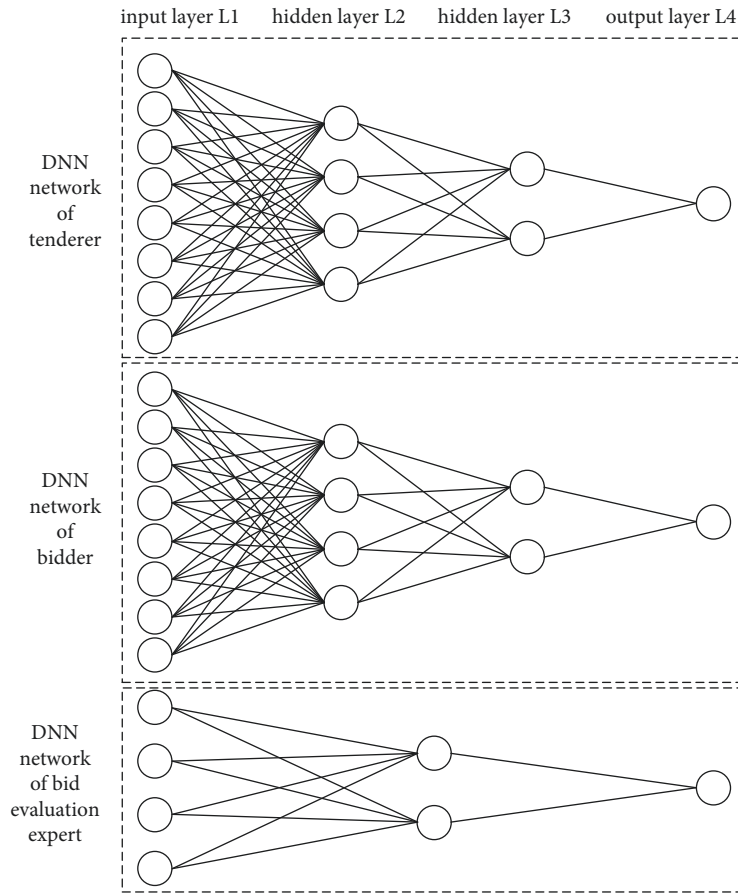 input layer L1
hidden layer L2
hidden layer L3
output layer L4
DNN
network
of
tenderer
DNN
network
of
bidder
DNN
network
of bid
evaluation
expert